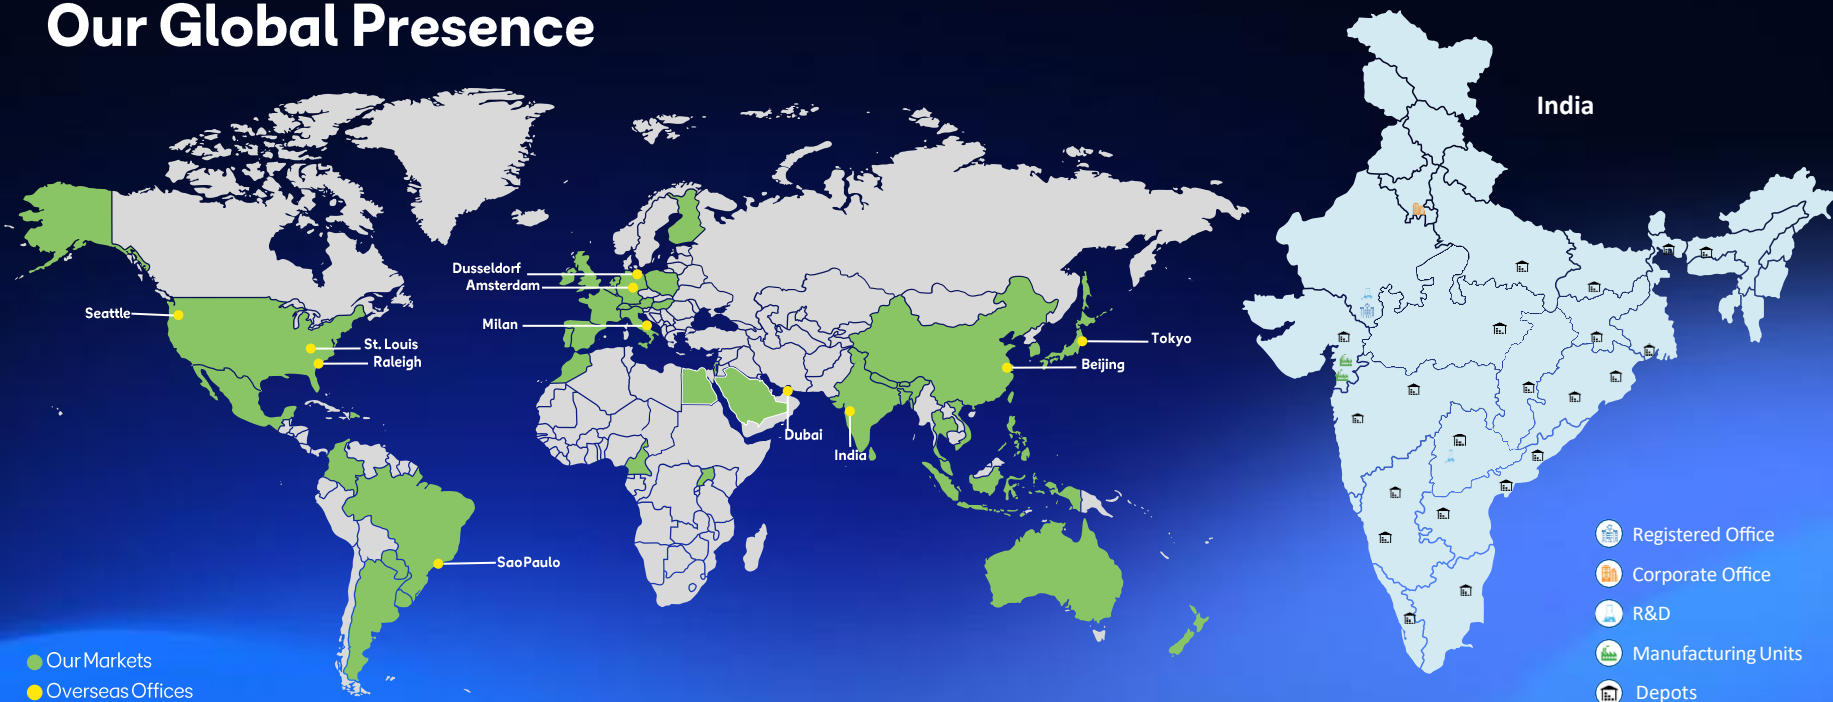 Our Global Presence
India
Dusseldorf
Amsterdam
Seattle
Milan
St. Louis
Raleigh
Tokyo
Beijing
Dubai
India
SaoPaulo
Our Markets
Overseas Offices
Registered Office
Corporate Office
R&D
Manufacturing Units
Depots